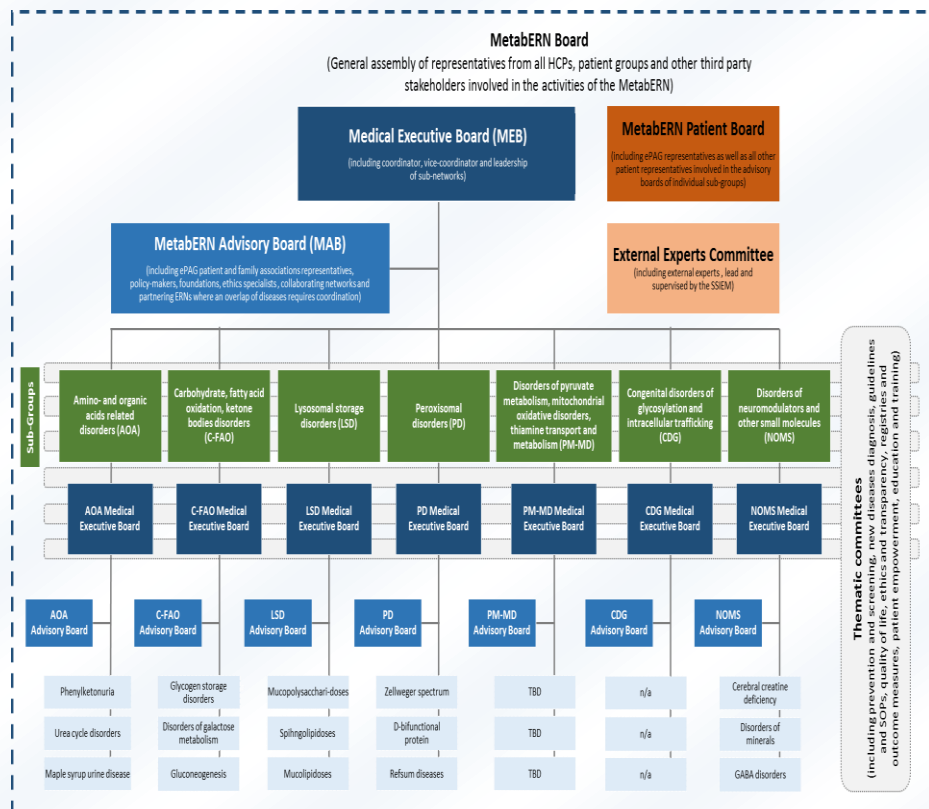 MetabERN Board
(General assembly of representatives from all HCPs, patient groups and other third party
stakeholders involved in the activities of the MetabERN)
Medical Executive Board (MEB)
(including coordinator, vice-coordinator and leadership
of sub-networks)
MetabERN Patient Board
(including ePAG representatives as well as all other
patient representatives involved in the advisory
boards of individual sub-groups)
MetabERN Advisory Board (MAB)
(including ePAG patient and family associations representatives,
policy-makers, foundations, ethics specialists, collaborating networks and
partnering ERNs where an overlap of diseases requires coordination)
External Experts Committee
(including external experts , lead and
supervised by the SSIEM)
Sub-Groups
Amino- and organic
acids related
disorders (AOA)
Carbohydrate, fatty acid
oxidation, ketone
bodies disorders
(C-FAO)
Lysosomal storage
disorders (LSD)
Peroxisomal
disorders (PD)
Disorders of pyruvate
metabolism, mitochondrial
oxidative disorders,
thiamine transport and
metabolism (PM-MD)
Congenital disorders of
glycosylation and
intracellular trafficking
(CDG)
Disorders of
neuromodulators and
other small molecules
(NOMS)
AOA Medical
Executive Board
C-FAO Medical
Executive Board
LSD Medical
Executive Board
PD Medical
Executive Board
PM-MD Medical
Executive Board
CDG Medical
Executive Board
NOMS Medical
Executive Board
AOA
Advisory Board
C-FAO
Advisory Board
LSD
Advisory Board
PD
Advisory Board
PM-MD
Advisory Board
CDG
Advisory Board
NOMS
Advisory Board
Phenylketonuria
Glycogen storage
disorders
Mucopolysacchari-doses
Zellweger spectrum
TBD
n/a
Cerebral creatine
deficiency
Urea cycle disorders
Disorders of galactose
metabolism
Spihngolipidoses
D-bifunctional
protein
TBD
n/a
Disorders of
minerals
Maple syrup urine disease
Gluconeogenesis
Mucolipidoses
Refsum diseases
TBD
n/a
GABA disorders
Thematic committees
(including prevention and screening, new diseases diagnosis, guidelines
and SOPs, quality of life, ethics and transparency, registries and
outcome measures, patient empowerment, education and training)